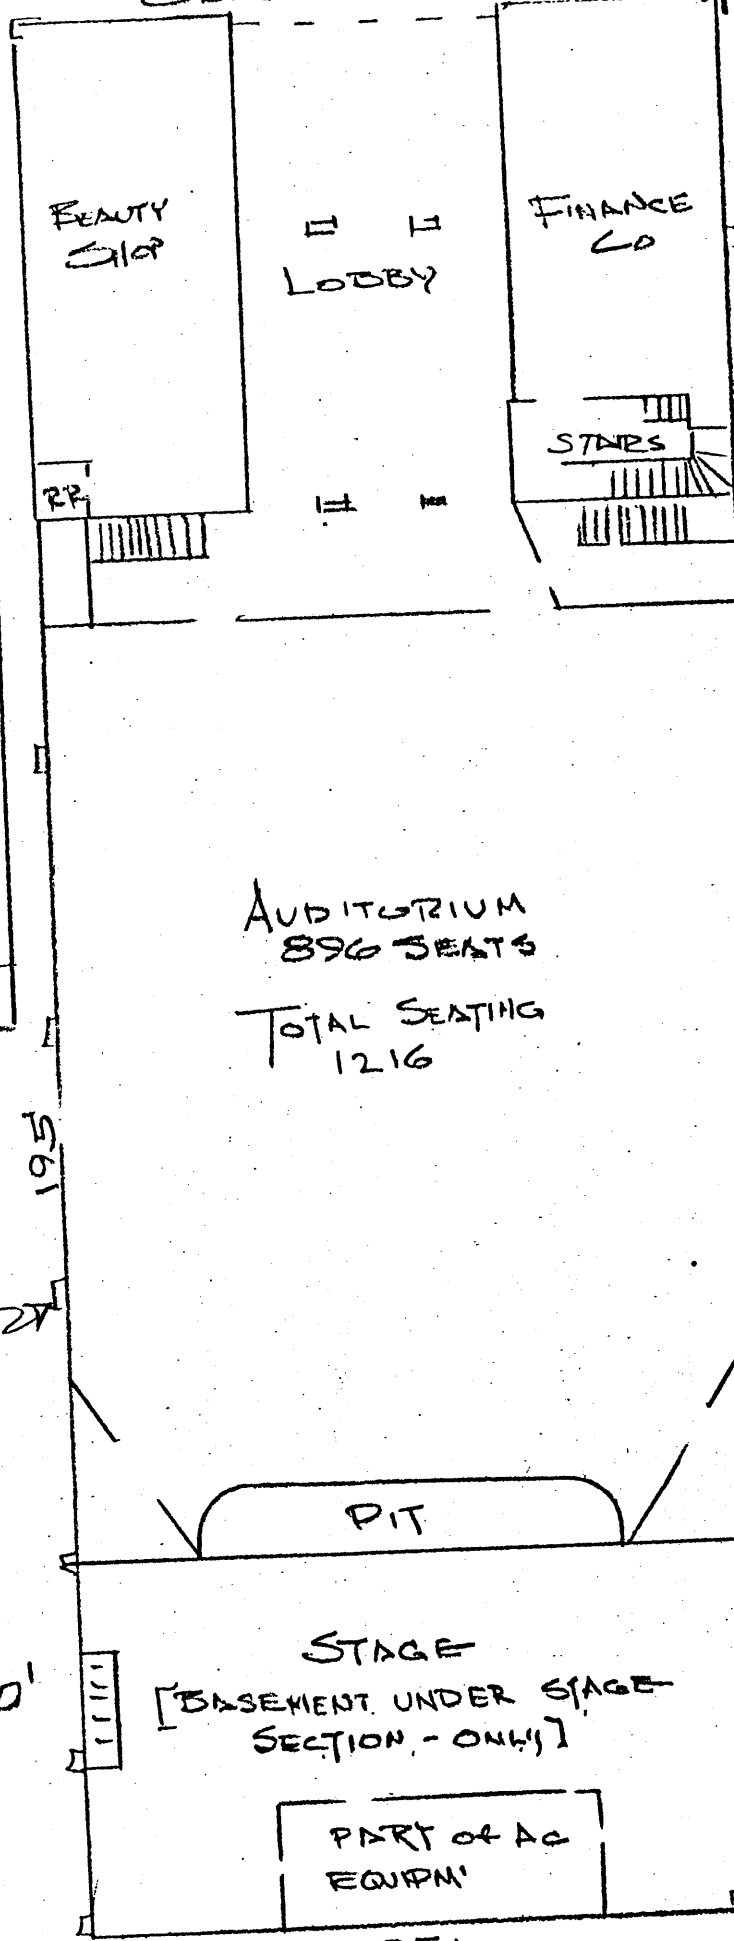 BEAUTY
SHOP
FINANCE
CO
LOBBY
STAIRS
RR
AUDITORIUM
896 SEATS
TOTAL SEATING
1216
195
PIT
STAGE
[BASEMENT UNDER STAGE
SECTION - ONLY]
PART OF AC
EQUIPM'